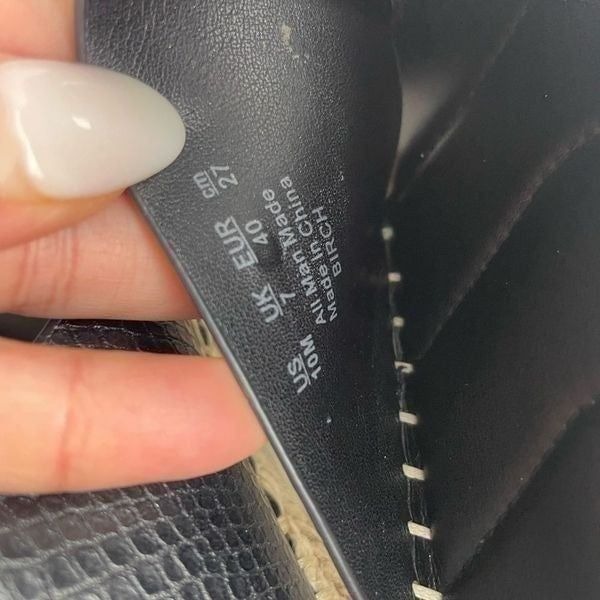 US UK EUR cm
10M 7 40 27
All Man Made
Made In China
BIRCH